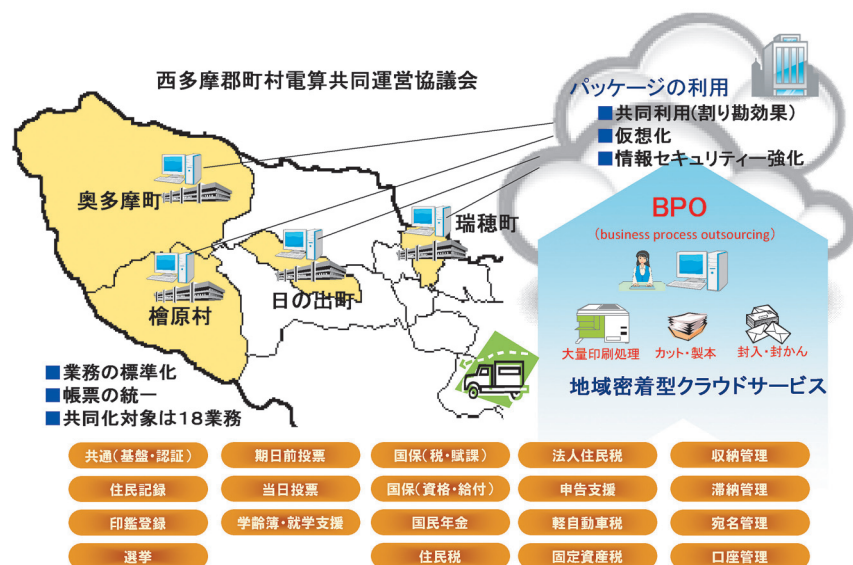 西多摩郡町村電算共同運営協議会
パッケージの利用
■共同利用(割り勘効果)
■仮想化
■情報セキュリティー強化
奥多摩町
瑞穂町
檜原村
日の出町
BPO
(business process outsourcing)
大量印刷処理
カット・製本
封入・封かん
地域密着型クラウドサービス
■業務の標準化
■帳票の統一
■共同化対象は18業務
共通(基盤・認証)
期日前投票
国保(税・賦課)
法人住民税
収納管理
住民記録
当日投票
国保(資格・給付)
申告支援
滞納管理
印鑑登録
学齢簿・就学支援
国民年金
軽自動車税
宛名管理
選挙
住民税
固定資産税
口座管理